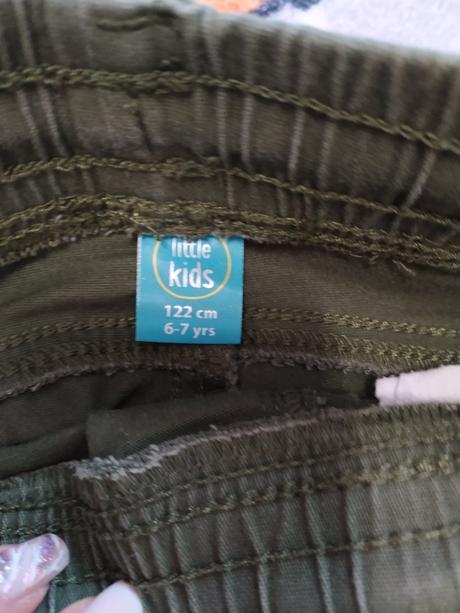 little
kids
122 cm
6-7 yrs